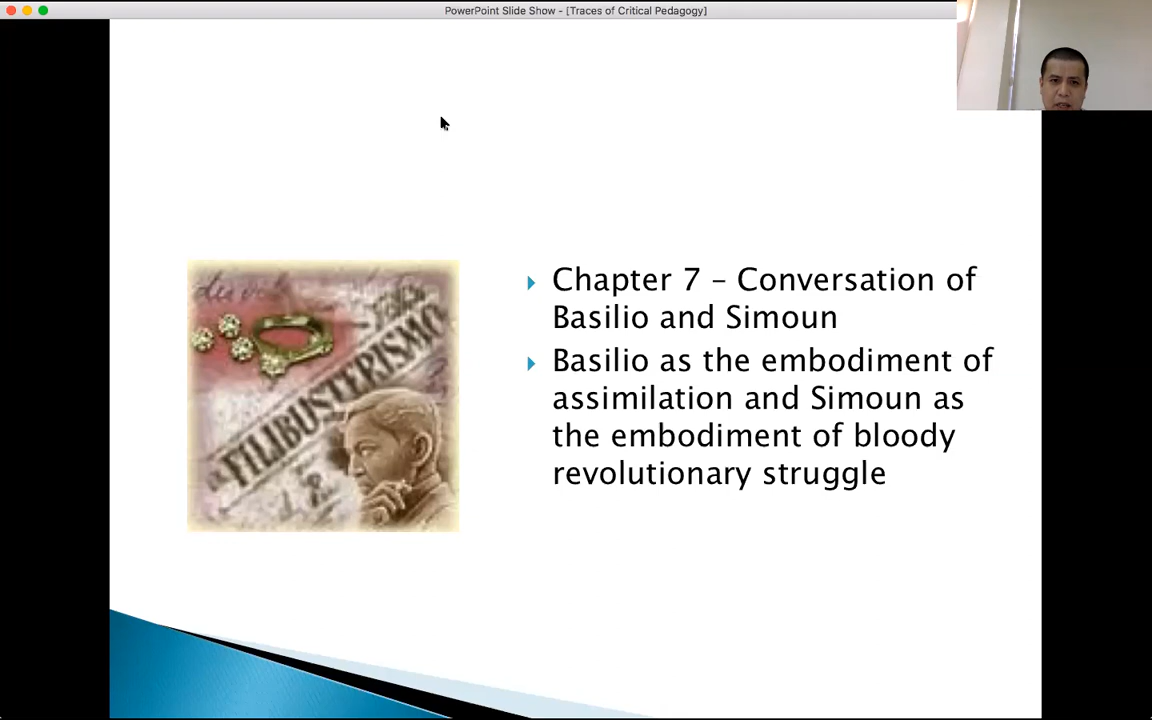 PowerPoint Slide Show - [Traces of Critical Pedagogy]
Chapter 7 – Conversation of
Basilio and Simoun
Basilio as the embodiment of
assimilation and Simoun as
the embodiment of bloody
revolutionary struggle
FILIBUSTERISMO